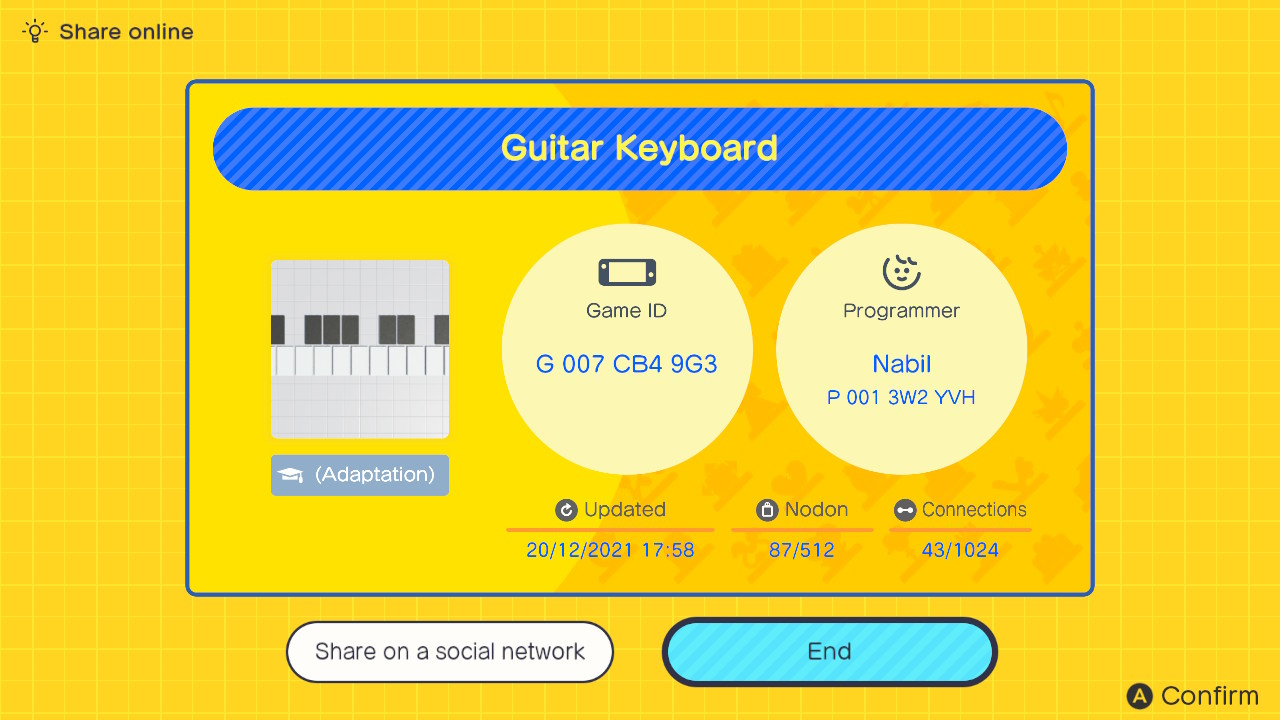 Share online
Guitar Keyboard
Game ID
G 007 CB4 9G3
Programmer
Nabil
P 001 3W2 YVH
(Adaptation)
Updated
20/12/2021 17:58
Nodon
87/512
Connections
43/1024
Share on a social network
End
A Confirm